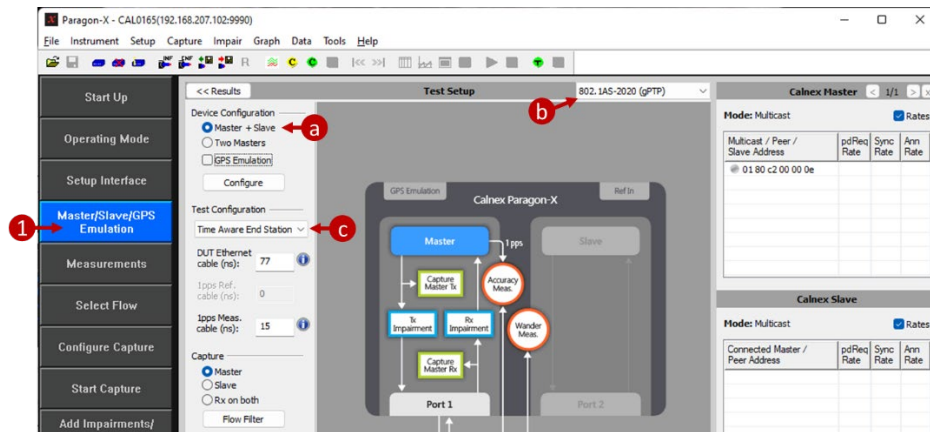 Paragon-X - CAL0165(192.168.207.102:9990)
File Instrument Setup Capture Impair Graph Data Tools Help
Start Up
Operating Mode
Setup Interface
1
Master/Slave/GPS
Emulation
Measurements
Select Flow
Configure Capture
Start Capture
Add Impairments/
<< Results
Test Setup
802.1AS-2020 (gPTP)
b
Device Configuration
Master + Slave
a
Two Masters
GPS Emulation
Configure
Test Configuration
Time Aware End Station
c
DUT Ethernet
cable (ns): 77
1pps Ref.
cable (ns): 0
1pps Meas.
cable (ns): 15
Capture
Master
Slave
Rx on both
Flow Filter
GPS Emulation
Ref In
Calnex Paragon-X
Master
1 pps
Slave
Capture
Master Tx
Accuracy
Meas.
Tx
Impairment
Rx
Impairment
Wander
Meas.
Capture
Master Rx
Port 1
Port 2
Calnex Master
1/1
Mode: Multicast
Rates
Multicast / Peer /
Slave Address
pdReq
Rate
Sync
Rate
Ann
Rate
01 80 c2 00 00 0e
Calnex Slave
Mode: Multicast
Rates
Connected Master /
Peer Address
pdReq
Rate
Sync
Rate
Ann
Rate